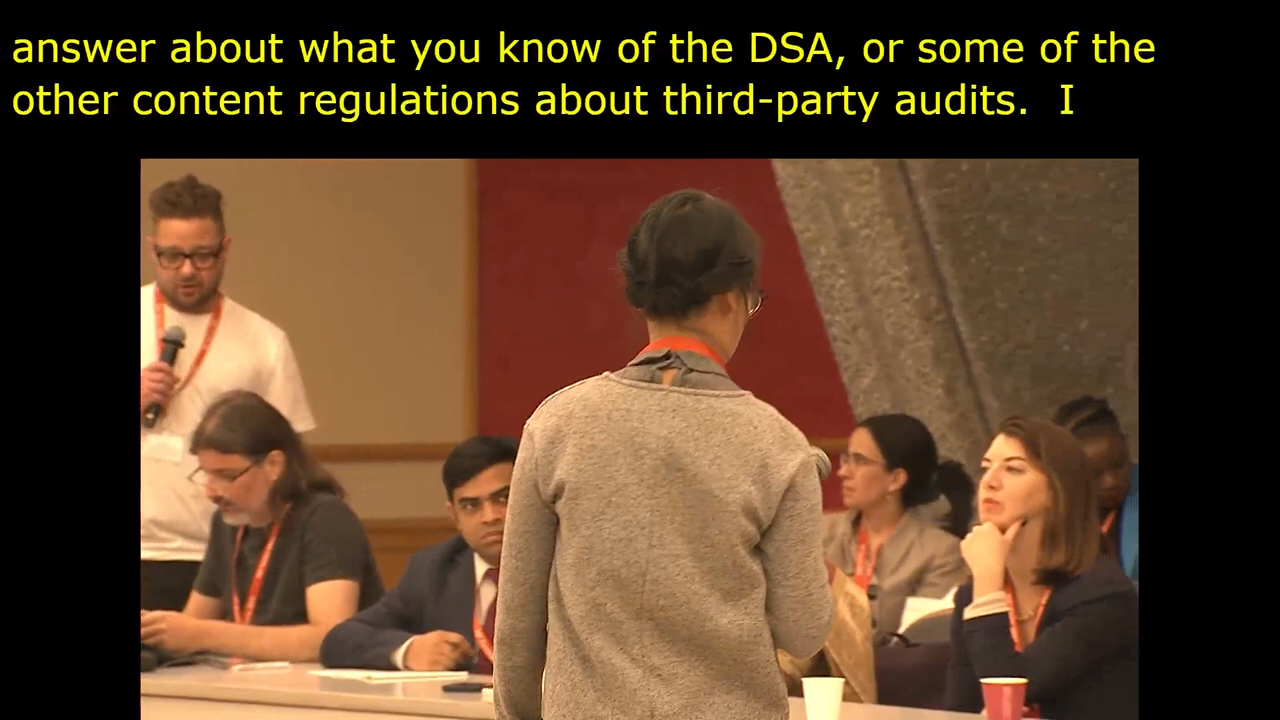 answer about what you know of the DSA, or some of the
other content regulations about third-party audits.  I